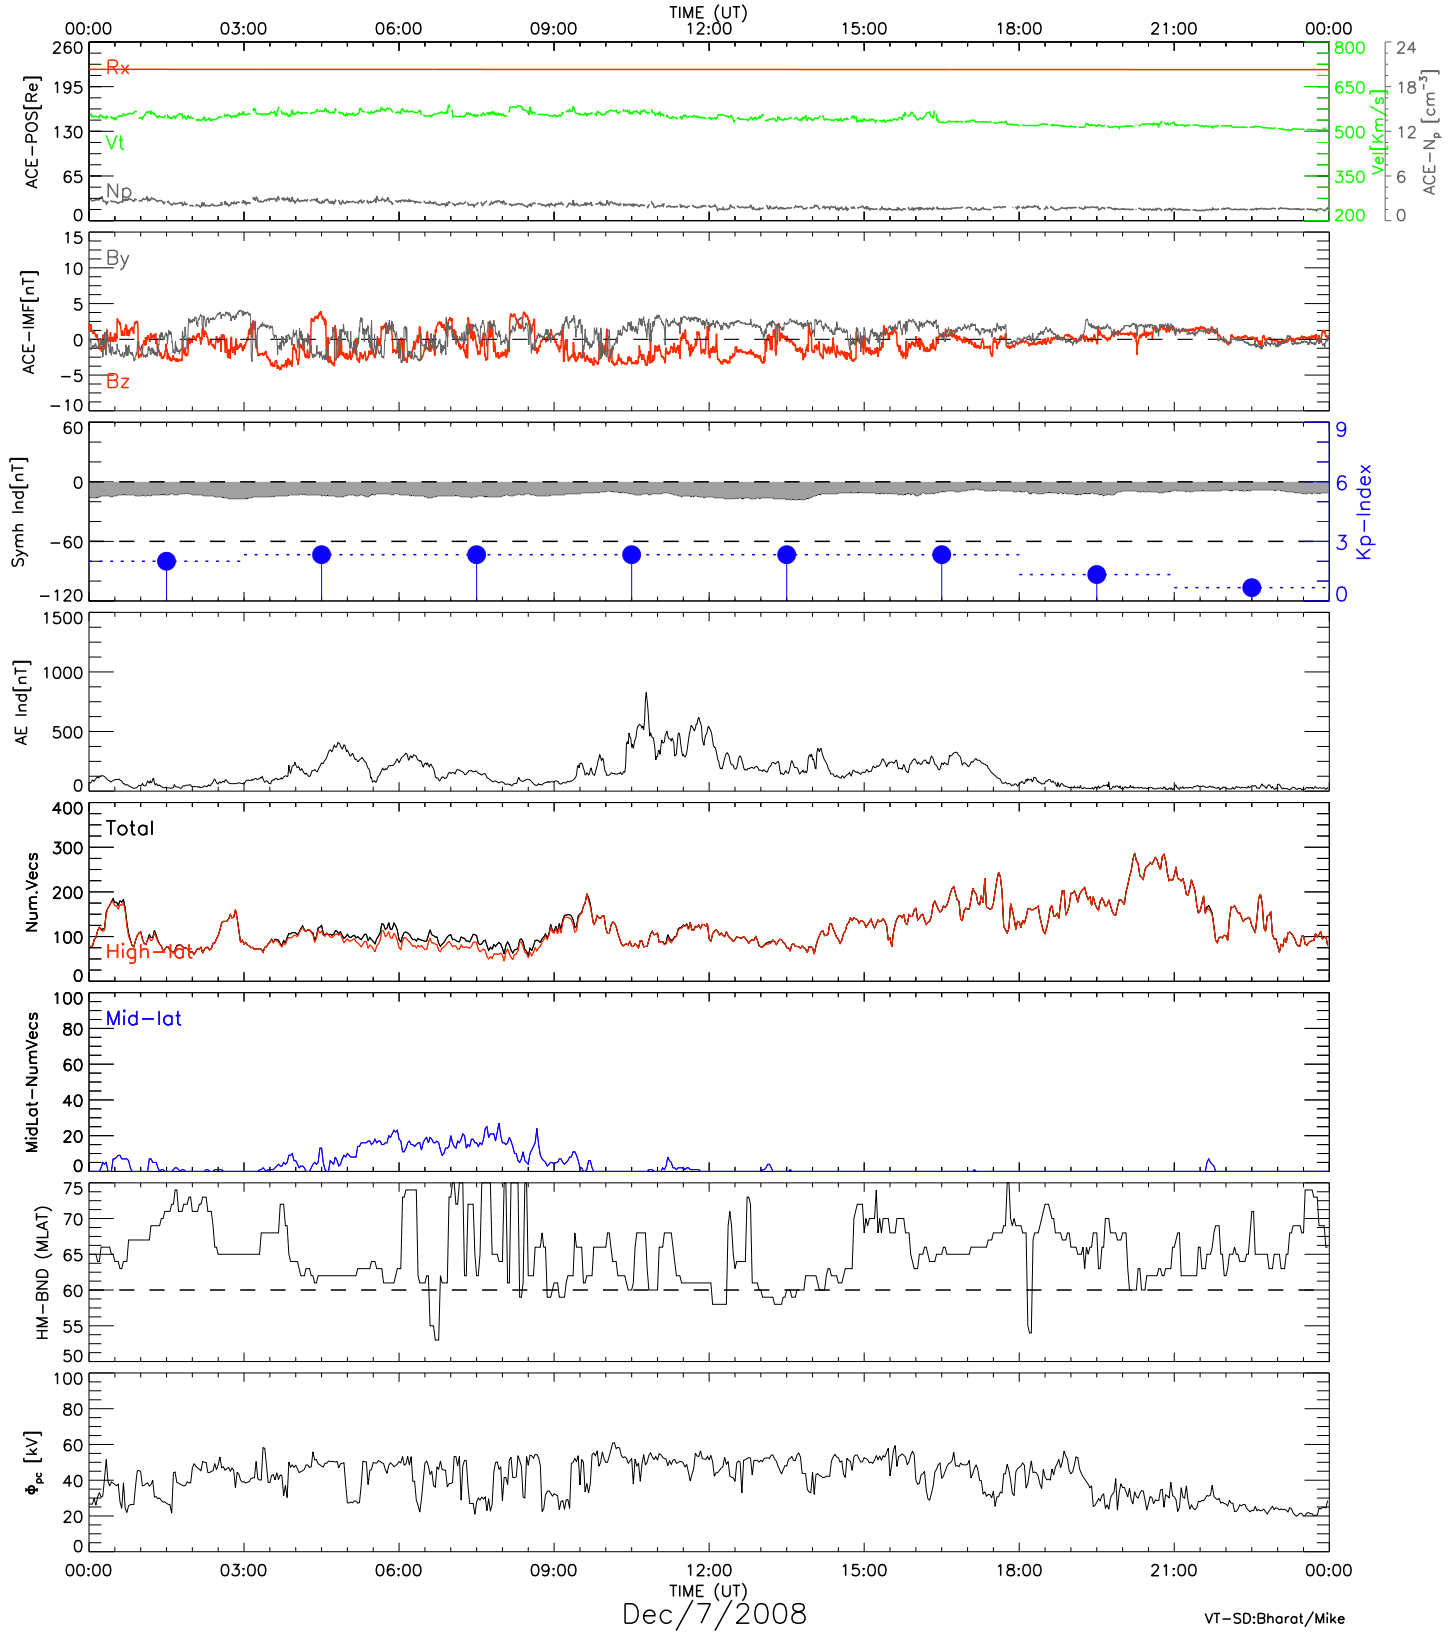 TIME (UT)
00:00 03:00 06:00 09:00 12:00 15:00 18:00 21:00 00:00
260 195 130 65 0
ACE-POS[Re]
Rx
Vt
Np
800 650 500 350 200
Vel[Km/s]
24 18 12 6 0
ACE-Np [cm⁻³]
15 10 5 0 -5 -10
ACE-IMF[nT]
By
Bz
60 0 -60 -120
Symh Ind[nT]
9 6 3 0
Kp-Index
1500 1000 500 0
AE Ind[nT]
400 300 200 100 0
Num.Vecs
Total
High-lat
100 80 60 40 20 0
MidLat-NumVecs
Mid-lat
75 70 65 60 55 50
HM-BND (MLAT)
100 80 60 40 20 0
Φpc [kV]
00:00 03:00 06:00 09:00 12:00 15:00 18:00 21:00 00:00
TIME (UT)
Dec/7/2008
VT-SD:Bharat/Mike